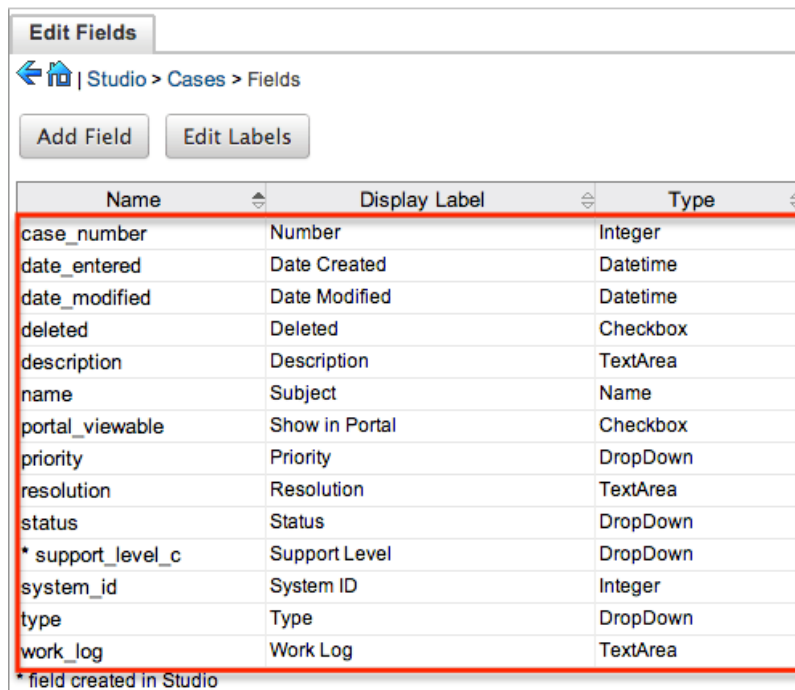 Edit Fields
| Studio > Cases > Fields
Add Field Edit Labels
Name Display Label Type
case_number Number Integer
date_entered Date Created Datetime
date_modified Date Modified Datetime
deleted Deleted Checkbox
description Description TextArea
name Subject Name
portal_viewable Show in Portal Checkbox
priority Priority DropDown
resolution Resolution TextArea
status Status DropDown
* support_level_c Support Level DropDown
system_id System ID Integer
type Type DropDown
work_log Work Log TextArea
* field created in Studio